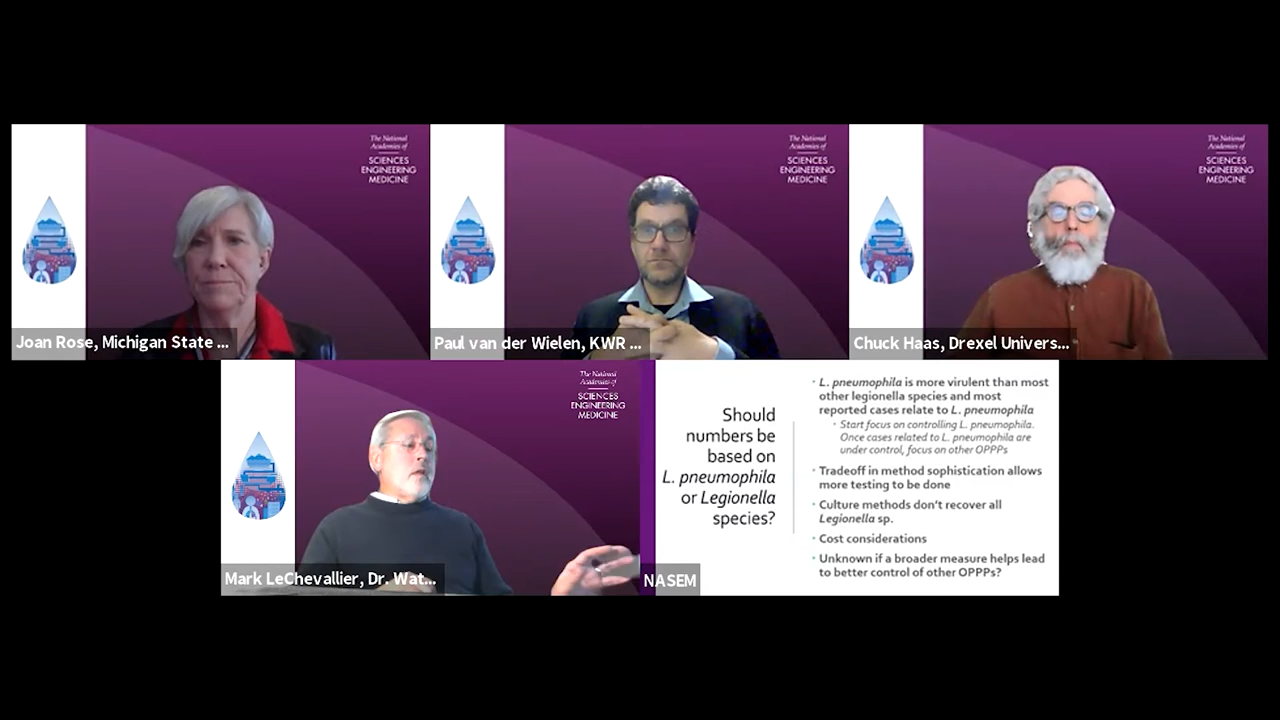 The National
Academies of
SCIENCES
ENGINEERING
MEDICINE
Joan Rose, Michigan State ...
The National
Academies of
SCIENCES
ENGINEERING
MEDICINE
Paul van der Wielen, KWR ...
The National
Academies of
SCIENCES
ENGINEERING
MEDICINE
Chuck Haas, Drexel Univers...
The National
Academies of
SCIENCES
ENGINEERING
MEDICINE
Mark LeChevallier, Dr. Wat...
Should
numbers be
based on
L. pneumophila
or Legionella
species?
• L. pneumophila is more virulent than most
other legionella species and most
reported cases relate to L. pneumophila
• Start focus on controlling L. pneumophila.
Once cases related to L. pneumophila are
under control, focus on other OPPPs
• Tradeoff in method sophistication allows
more testing to be done
• Culture methods don't recover all
Legionella sp.
• Cost considerations
• Unknown if a broader measure helps lead
to better control of other OPPPs?
NASEM